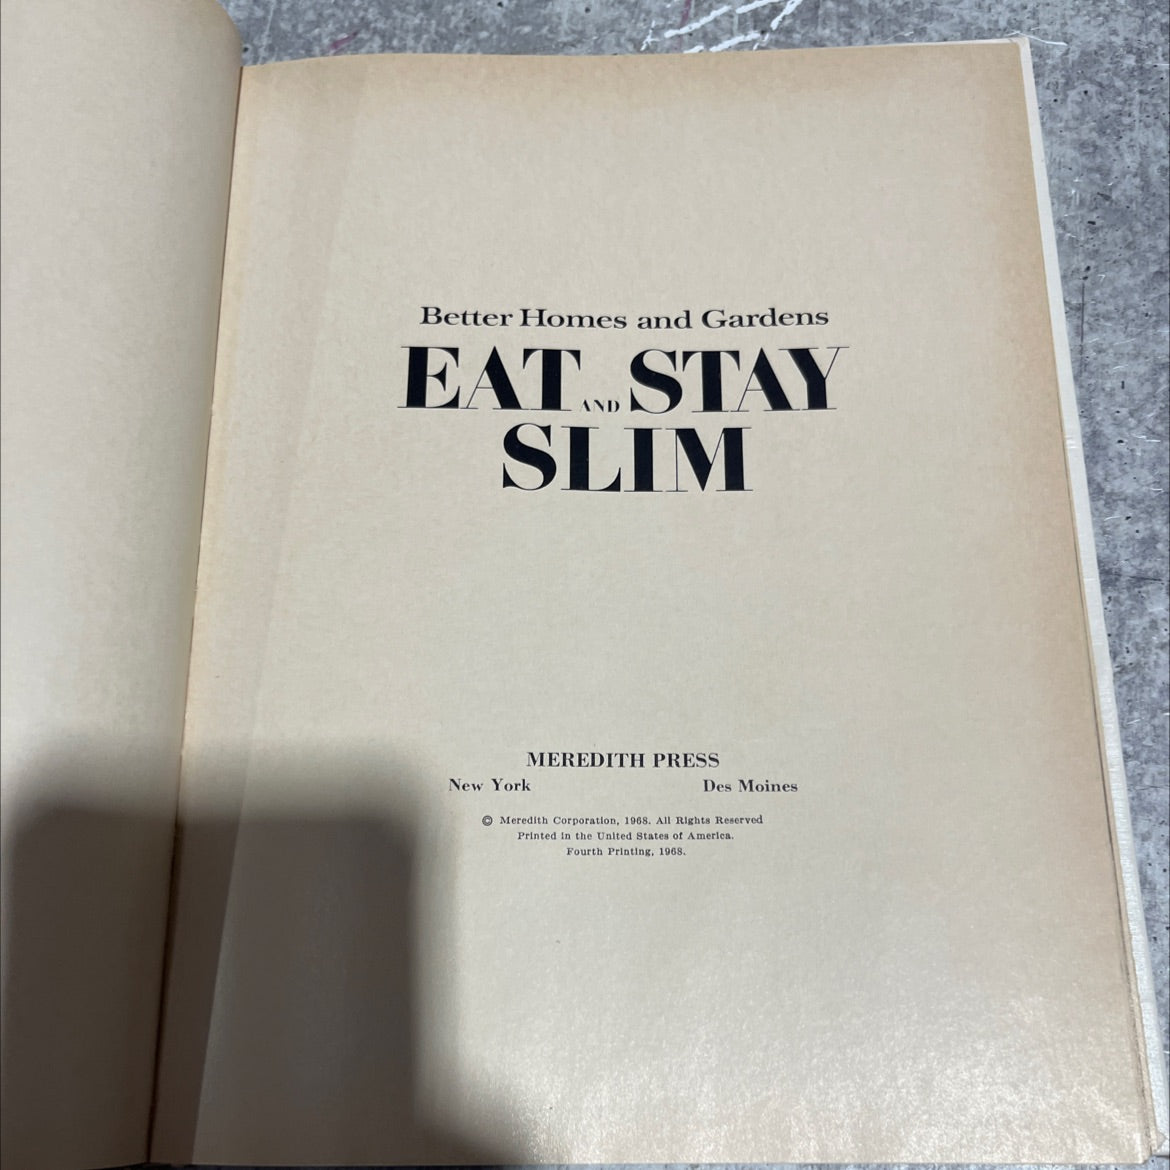 Better Homes and Gardens
EAT AND STAY
SLIM
MEREDITH PRESS
New York Des Moines
© Meredith Corporation, 1968. All Rights Reserved
Printed in the United States of America.
Fourth Printing, 1968.